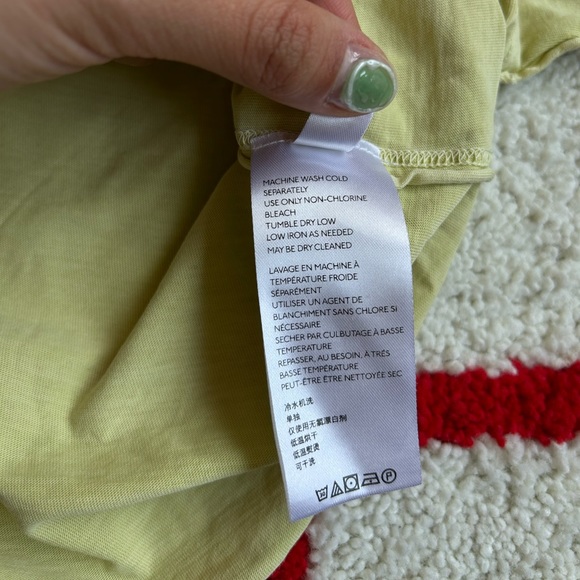 MACHINE WASH COLD
SEPARATELY
USE ONLY NON-CHLORINE
BLEACH
TUMBLE DRY LOW
LOW IRON AS NEEDED
MAY BE DRY CLEANED
LAVAGE EN MACHINE À
TEMPÉRATURE FROIDE
SÉPARÉMENT
UTILISER UN AGENT DE
BLANCHIMENT SANS CHLORE SI
NÉCESSAIRE
SECHER PAR CULBUTAGE À BASSE
TEMPERATURE
REPASSER, AU BESOIN, À TRÈS
BASSE TEMPÉRATURE
PEUT-ÊTRE ÊTRE NETTOYÉE SEC
冷水机洗
单独
仅使用无氯漂白剂
低温烘干
低温熨烫
可干洗
P